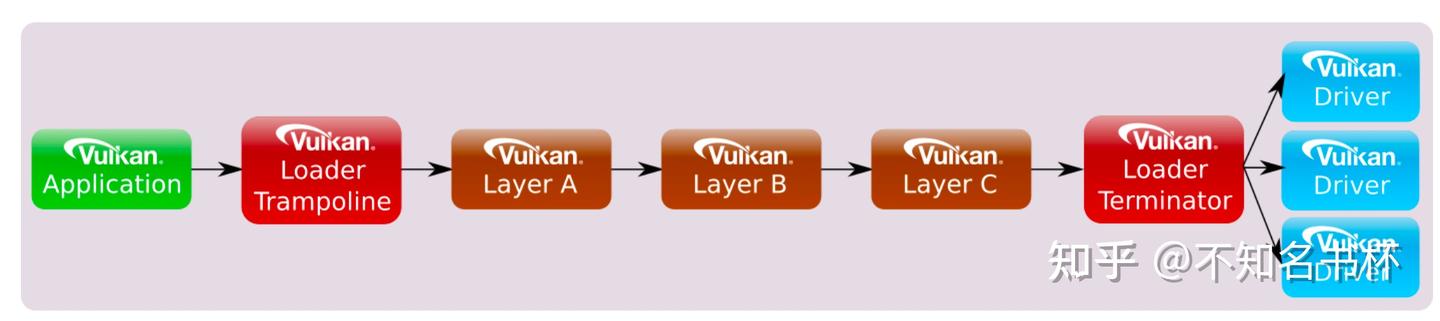 Vulkan®
Application
Vulkan®
Loader
Trampoline
Vulkan®
Layer A
Vulkan®
Layer B
Vulkan®
Layer C
Vulkan®
Loader
Terminator
Vulkan®
Driver
Vulkan®
Driver
Vulkan®
Driver
知乎 @不知名书杯